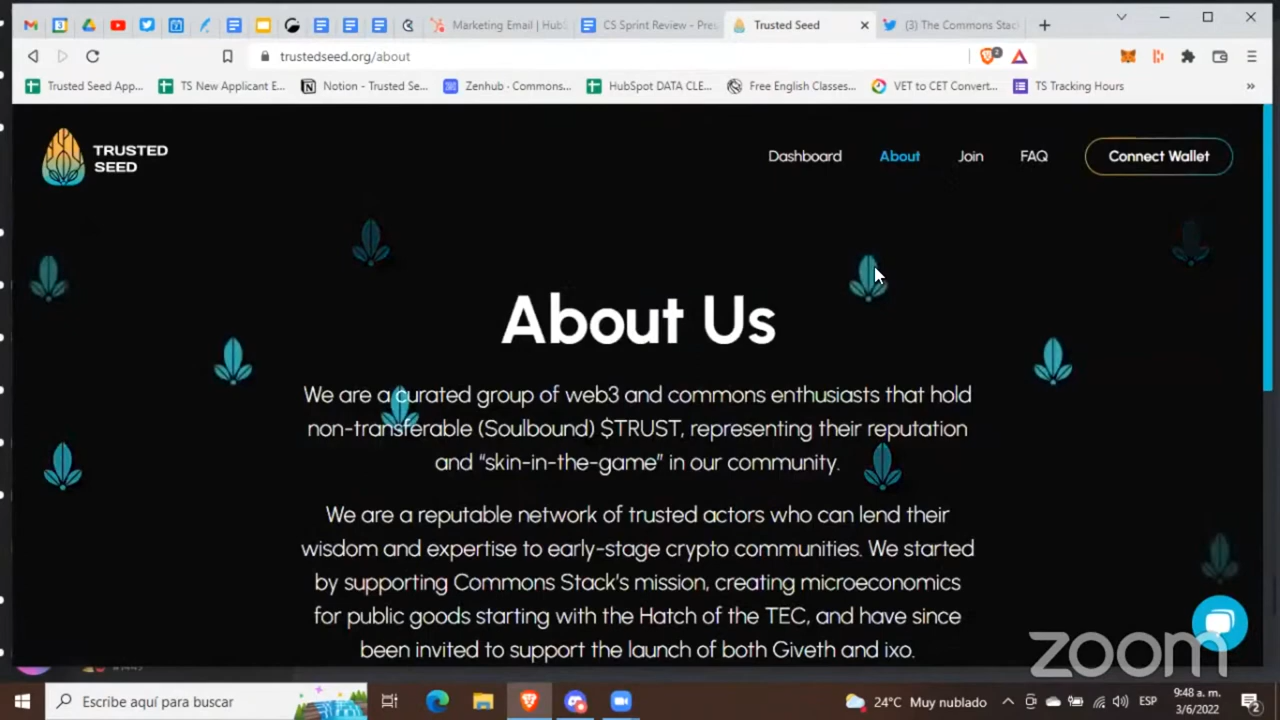 Marketing Email | HubS
CS Sprint Review - Pres
Trusted Seed
(3) The Commons Stac
trustedseed.org/about
2
Trusted Seed App...
TS New Applicant E...
Notion - Trusted Se...
Zenhub - Commons...
HubSpot DATA CLE...
Free English Classes...
VET to CET Convert...
TS Tracking Hours
TRUSTED
SEED
Dashboard
About
Join
FAQ
Connect Wallet
About Us
We are a curated group of web3 and commons enthusiasts that hold
non-transferable (Soulbound) $TRUST, representing their reputation
and “skin-in-the-game” in our community.
We are a reputable network of trusted actors who can lend their
wisdom and expertise to early-stage crypto communities. We started
by supporting Commons Stack's mission, creating microeconomics
for public goods starting with the Hatch of the TEC, and have since
been invited to support the launch of both Giveth and ixo.
zoom
Escribe aquí para buscar
24°C Muy nublado
ESP
9:48 a. m.
3/6/2022
2